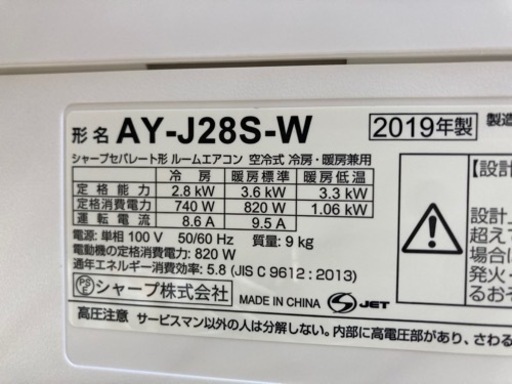 形名 AY-J28S-W 2019年製 製造
シャープセパレート形 ルームエアコン 空冷式 冷房・暖房兼用
冷房 暖房標準 暖房低温
定格能力 2.8 kW 3.6 kW 3.3 kW
定格消費電力 740 W 820 W 1.06 kW
運転電流 8.6 A 9.5 A
電源: 単相 100 V 50/60 Hz 質量: 9 kg
電動機の定格消費電力: 820 W
通年エネルギー消費効率: 5.8 (JIS C 9612 : 2013)
PSE シャープ株式会社 MADE IN CHINA S JET
高圧注意 サービスマン以外の人は分解しない。内部に高電圧部があり、さわる
【設計
設計上
超えて
場合は
発火・
るおそ